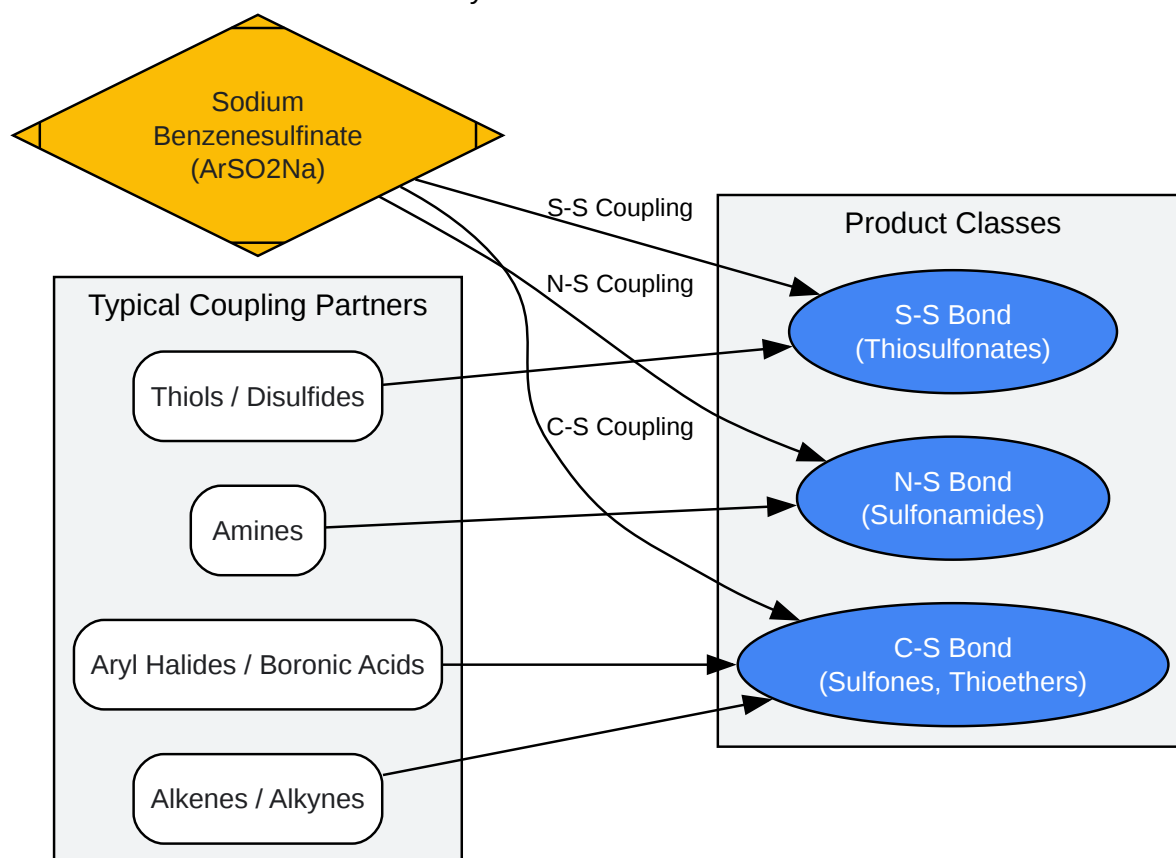 Sodium
Benzenesulfinate
(ArSO2Na)
S-S Coupling
N-S Coupling
C-S Coupling
Typical Coupling Partners
Thiols / Disulfides
Amines
Aryl Halides / Boronic Acids
Alkenes / Alkynes
Product Classes
S-S Bond
(Thiosulfonates)
N-S Bond
(Sulfonamides)
C-S Bond
(Sulfones, Thioethers)